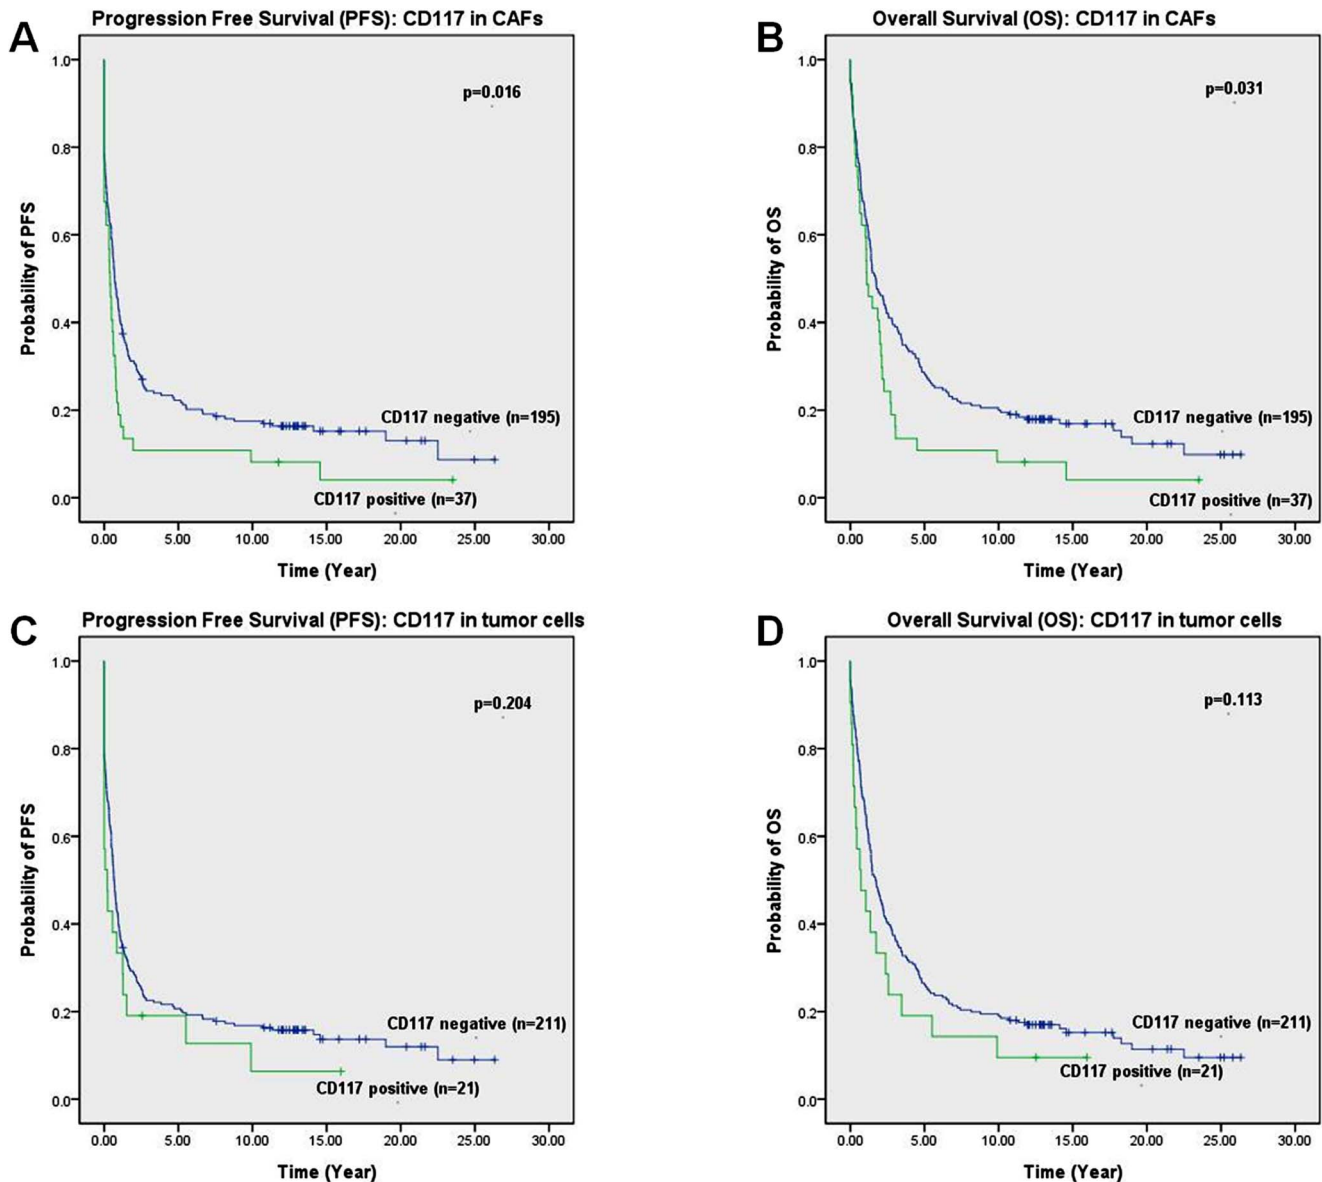 A
Progression Free Survival (PFS): CD117 in CAFs
1.0
0.8
0.6
0.4
0.2
0.0
Probability of PFS
p=0.016
CD117 negative (n=195)
CD117 positive (n=37)
0.00 5.00 10.00 15.00 20.00 25.00 30.00
Time (Year)
B
Overall Survival (OS): CD117 in CAFs
1.0
0.8
0.6
0.4
0.2
0.0
Probability of OS
p=0.031
CD117 negative (n=195)
CD117 positive (n=37)
0.00 5.00 10.00 15.00 20.00 25.00 30.00
Time (Year)
C
Progression Free Survival (PFS): CD117 in tumor cells
1.0
0.8
0.6
0.4
0.2
0.0
Probability of PFS
p=0.204
CD117 negative (n=211)
CD117 positive (n=21)
0.00 5.00 10.00 15.00 20.00 25.00 30.00
Time (Year)
D
Overall Survival (OS): CD117 in tumor cells
1.0
0.8
0.6
0.4
0.2
0.0
Probability of OS
p=0.113
CD117 negative (n=211)
CD117 positive (n=21)
0.00 5.00 10.00 15.00 20.00 25.00 30.00
Time (Year)